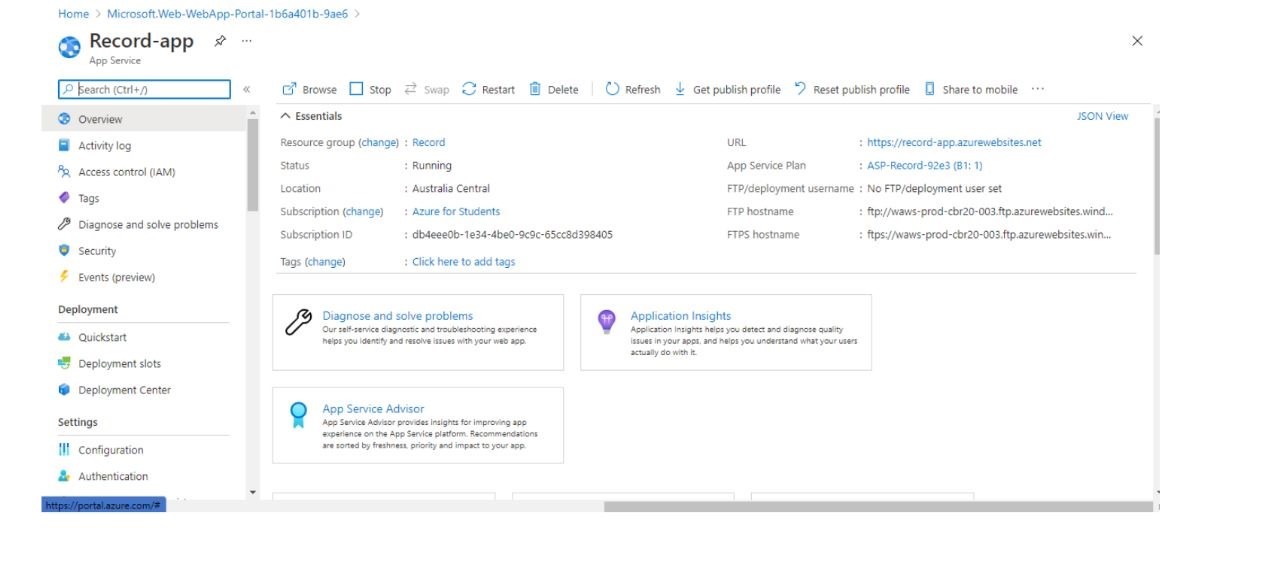 Home > Microsoft.Web-WebApp-Portal-1b6a401b-9ae6 >
Record-app
App Service
Search (Ctrl+/)
Overview
Activity log
Access control (IAM)
Tags
Diagnose and solve problems
Security
Events (preview)
Deployment
Quickstart
Deployment slots
Deployment Center
Settings
Configuration
Authentication
https://portal.azure.com/#
Browse Stop Swap Restart Delete Refresh Get publish profile Reset publish profile Share to mobile ...
Essentials JSON View
Resource group (change) : Record
Status : Running
Location : Australia Central
Subscription (change) : Azure for Students
Subscription ID : db4eee0b-1e34-4be0-9c9c-65cc8d398405
Tags (change) : Click here to add tags
URL : https://record-app.azurewebsites.net
App Service Plan : ASP-Record-92e3 (B1: 1)
FTP/deployment username : No FTP/deployment user set
FTP hostname : ftp://waws-prod-cbr20-003.ftp.azurewebsites.wind...
FTPS hostname : ftps://waws-prod-cbr20-003.ftp.azurewebsites.win...
Diagnose and solve problems
Our self-service diagnostic and troubleshooting experience
helps you identify and resolve issues with your web app.
Application Insights
Application Insights helps you detect and diagnose quality
issues in your apps, and helps you understand what your users
actually do with it.
App Service Advisor
App Service Advisor provides insights for improving app
experience on the App Service platform. Recommendations
are sorted by freshness, priority and impact to your app.